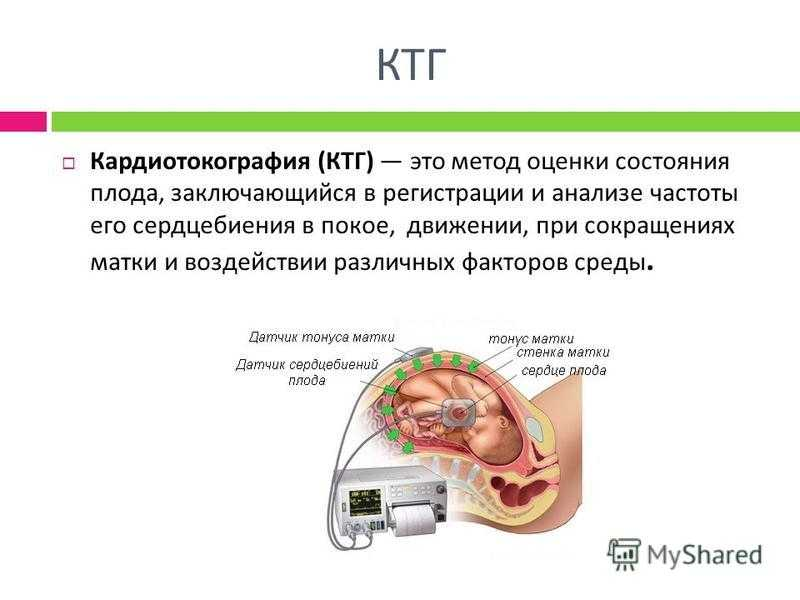 КТГ
Кардиотокография (КТГ) — это метод оценки состояния
плода, заключающийся в регистрации и анализе частоты
его сердцебиения в покое, движении, при сокращениях
матки и воздействии различных факторов среды.
Датчик тонуса матки
тонус матки
стенка матки
Датчик сердцебиений
плода
сердце плода
MyShared